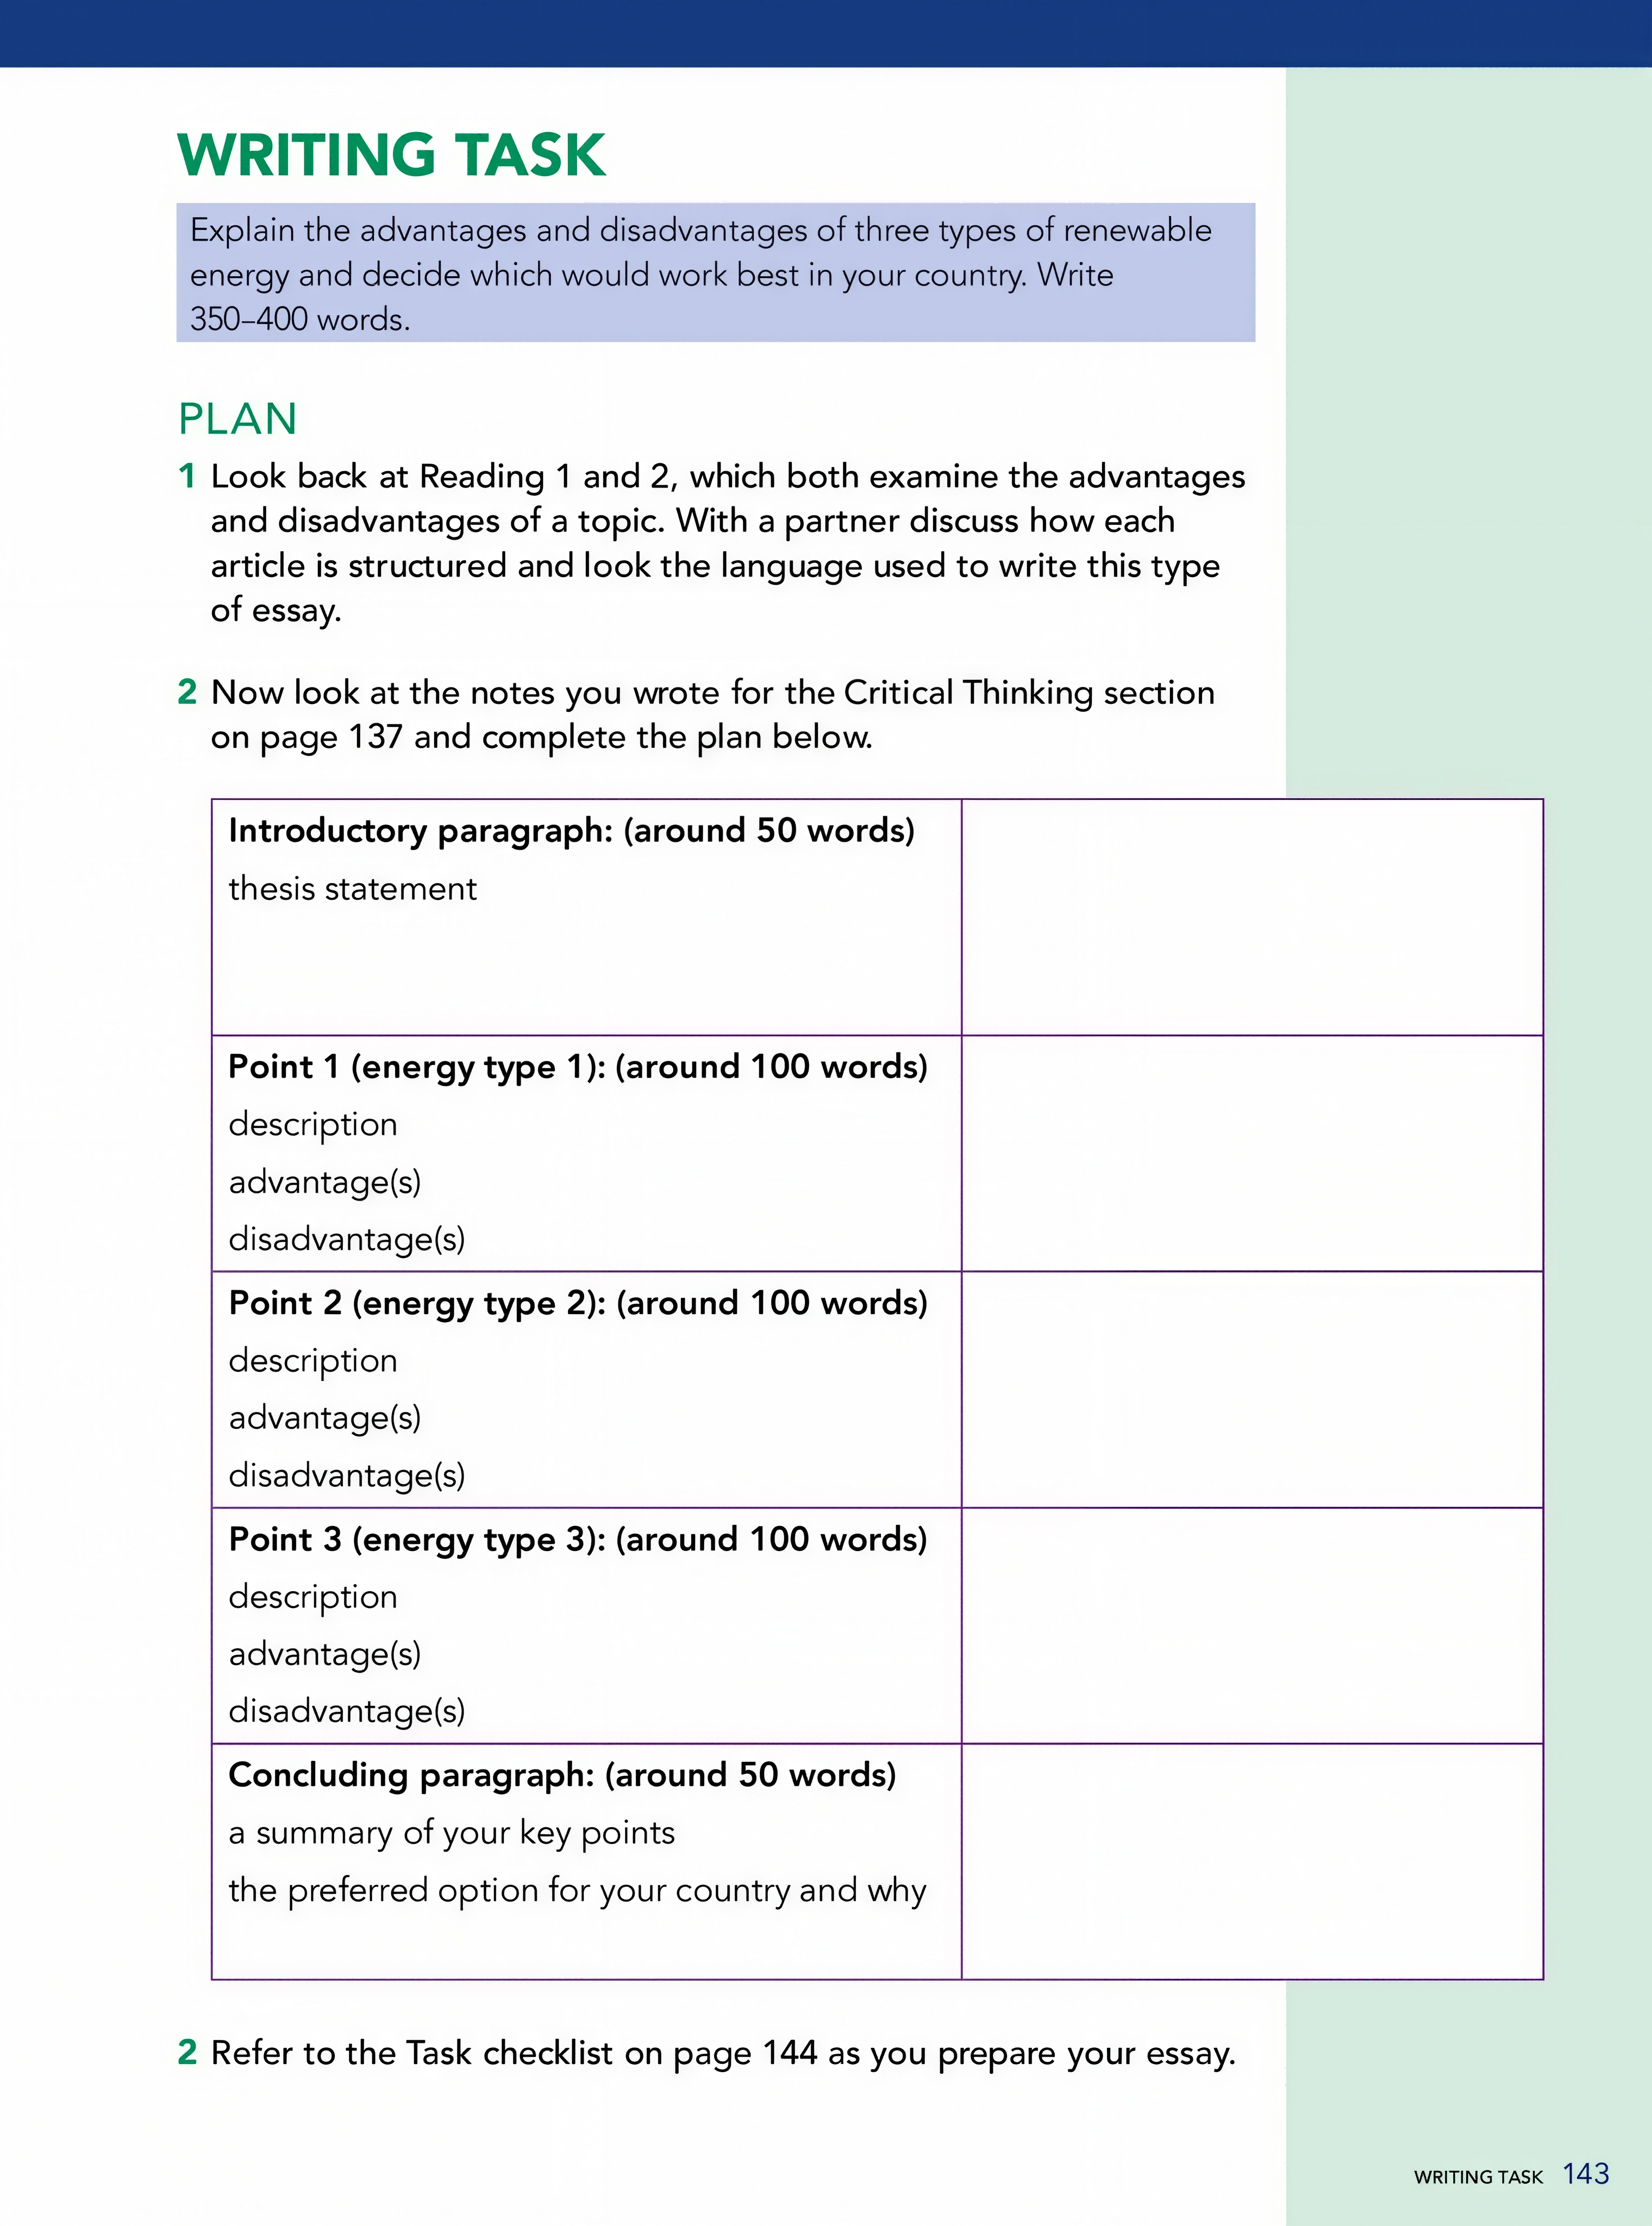 WRITING TASK
Explain the advantages and disadvantages of three types of renewable
energy and decide which would work best in your country. Write
350–400 words.
PLAN
1 Look back at Reading 1 and 2, which both examine the advantages
and disadvantages of a topic. With a partner discuss how each
article is structured and look the language used to write this type
of essay.
2 Now look at the notes you wrote for the Critical Thinking section
on page 137 and complete the plan below.
Introductory paragraph: (around 50 words)
thesis statement
Point 1 (energy type 1): (around 100 words)
description
advantage(s)
disadvantage(s)
Point 2 (energy type 2): (around 100 words)
description
advantage(s)
disadvantage(s)
Point 3 (energy type 3): (around 100 words)
description
advantage(s)
disadvantage(s)
Concluding paragraph: (around 50 words)
a summary of your key points
the preferred option for your country and why
2 Refer to the Task checklist on page 144 as you prepare your essay.
WRITING TASK 143